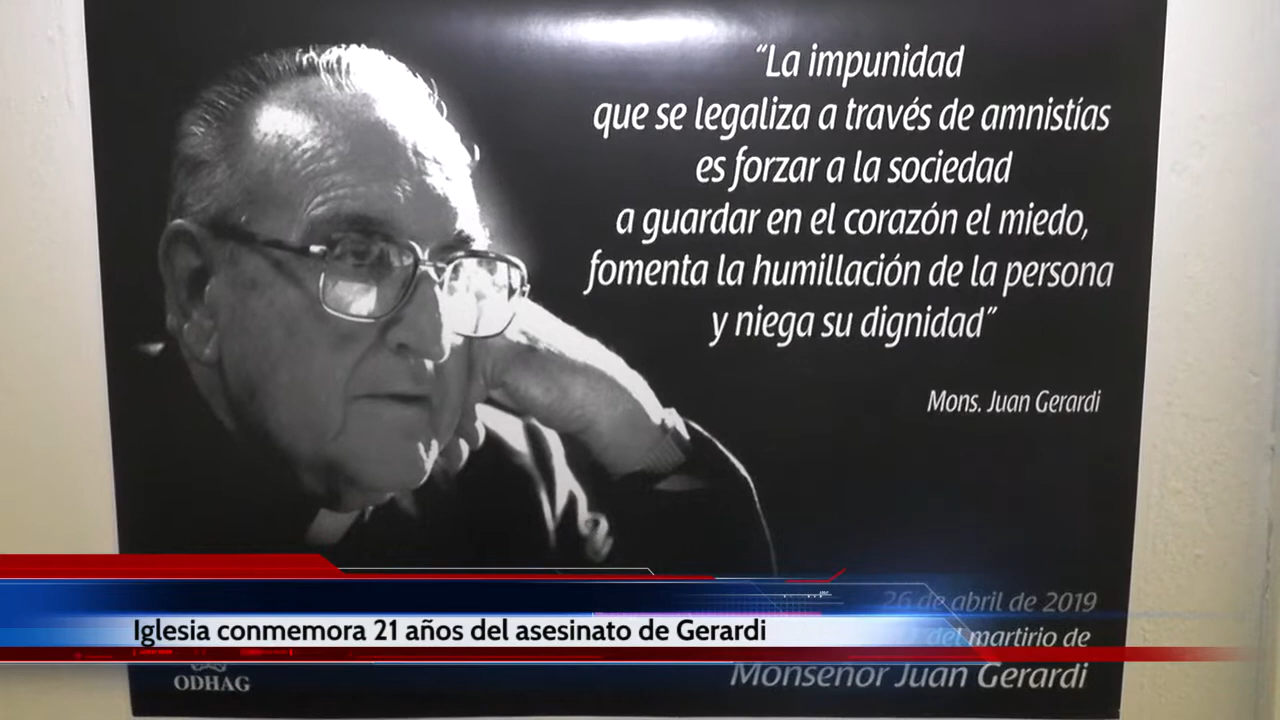 “La impunidad
que se legaliza a través de amnistías
es forzar a la sociedad
a guardar en el corazón el miedo,
fomenta la humillación de la persona
y niega su dignidad”
Mons. Juan Gerardi
26 de abril de 2019
del martirio de
Monseñor Juan Gerardi
Iglesia conmemora 21 años del asesinato de Gerardi
ODHAG